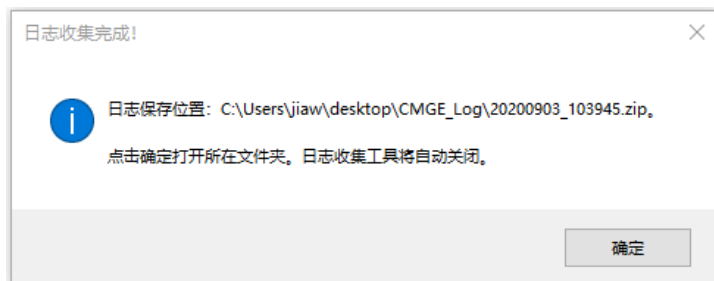 日志收集完成!
日志保存位置：C:\Users\jiaw\desktop\CMGE_Log\20200903_103945.zip。
点击确定打开所在文件夹。日志收集工具将自动关闭。
确定